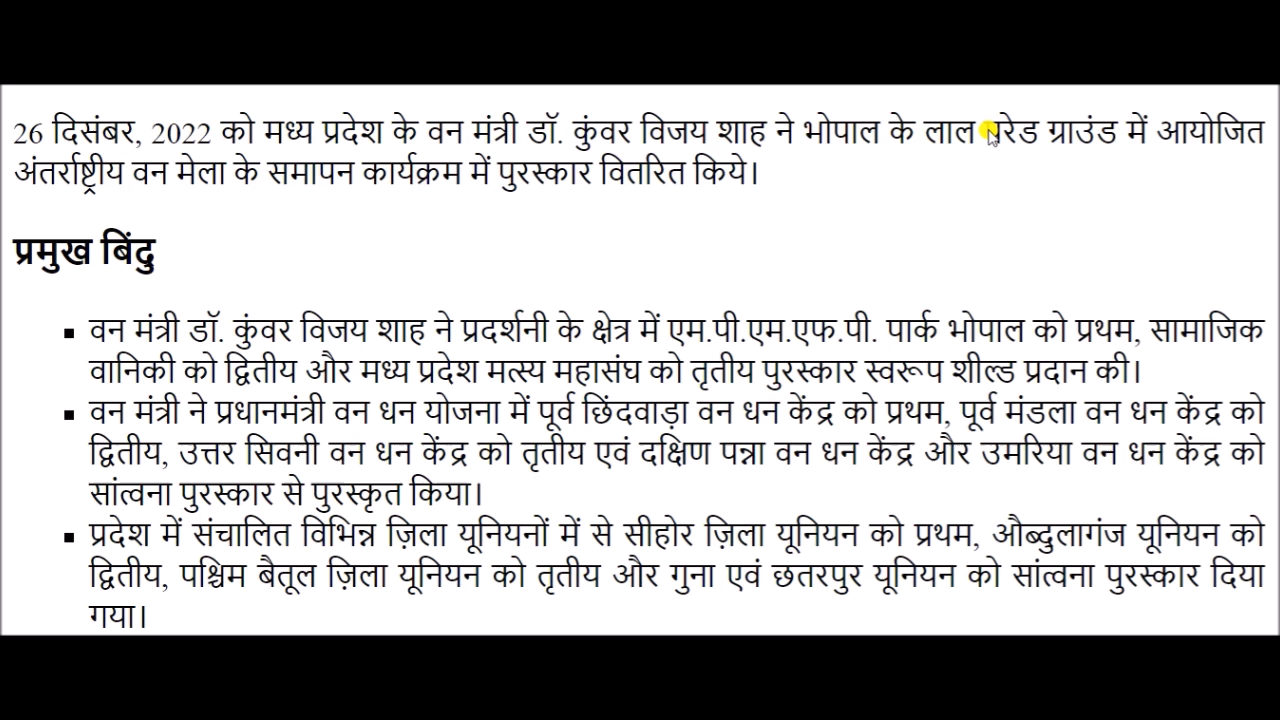 26 दिसंबर, 2022 को मध्य प्रदेश के वन मंत्री डॉ. कुंवर विजय शाह ने भोपाल के लाल परेड ग्राउंड में आयोजित
अंतर्राष्ट्रीय वन मेला के समापन कार्यक्रम में पुरस्कार वितरित किये।
प्रमुख बिंदु
▪ वन मंत्री डॉ. कुंवर विजय शाह ने प्रदर्शनी के क्षेत्र में एम.पी.एम.एफ.पी. पार्क भोपाल को प्रथम, सामाजिक
वानिकी को द्वितीय और मध्य प्रदेश मत्स्य महासंघ को तृतीय पुरस्कार स्वरूप शील्ड प्रदान की।
▪ वन मंत्री ने प्रधानमंत्री वन धन योजना में पूर्व छिंदवाड़ा वन धन केंद्र को प्रथम, पूर्व मंडला वन धन केंद्र को
द्वितीय, उत्तर सिवनी वन धन केंद्र को तृतीय एवं दक्षिण पन्ना वन धन केंद्र और उमरिया वन धन केंद्र को
सांत्वना पुरस्कार से पुरस्कृत किया।
▪ प्रदेश में संचालित विभिन्न ज़िला यूनियनों में से सीहोर ज़िला यूनियन को प्रथम, औब्दुलागंज यूनियन को
द्वितीय, पश्चिम बैतूल ज़िला यूनियन को तृतीय और गुना एवं छतरपुर यूनियन को सांत्वना पुरस्कार दिया
गया।